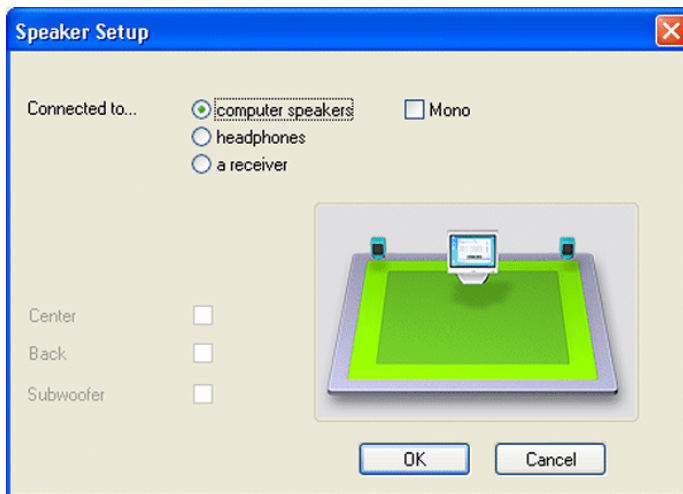 Speaker Setup
Connected to... computer speakers Mono
headphones
a receiver
Center
Back
Subwoofer
OK Cancel